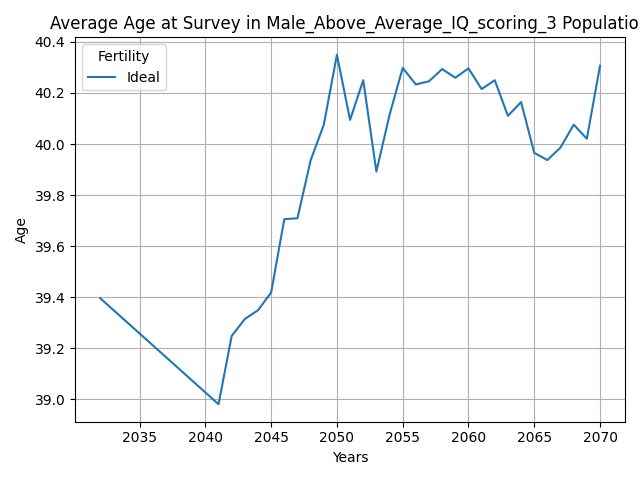 Average Age at Survey in Male_Above_Average_IQ_scoring_3 Populatio
Fertility
Ideal
40.4
40.2
40.0
39.8
39.6
39.4
39.2
39.0
Age
2035 2040 2045 2050 2055 2060 2065 2070
Years